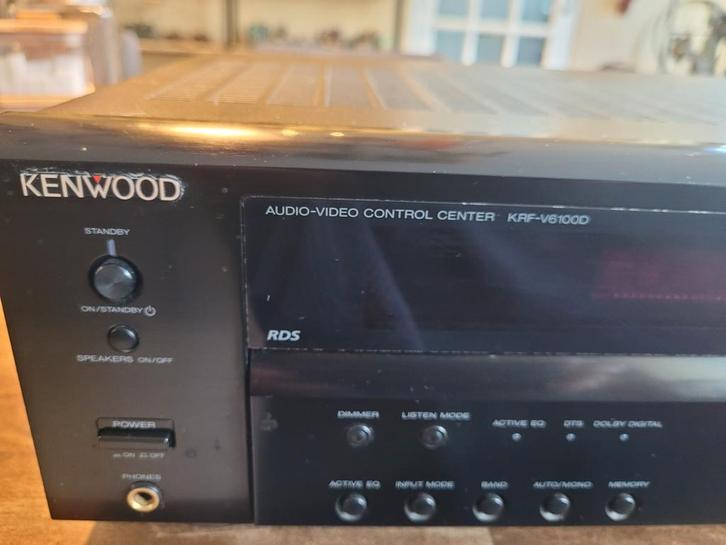 KENWOOD
AUDIO-VIDEO CONTROL CENTER KRF-V6100D
STANDBY
ON/STANDBY
SPEAKERS ON/OFF
RDS
POWER
ON OFF
PHONES
DIMMER LISTEN MODE ACTIVE EQ DTS DOLBY DIGITAL
ACTIVE EQ INPUT MODE BAND AUTO/MONO MEMORY